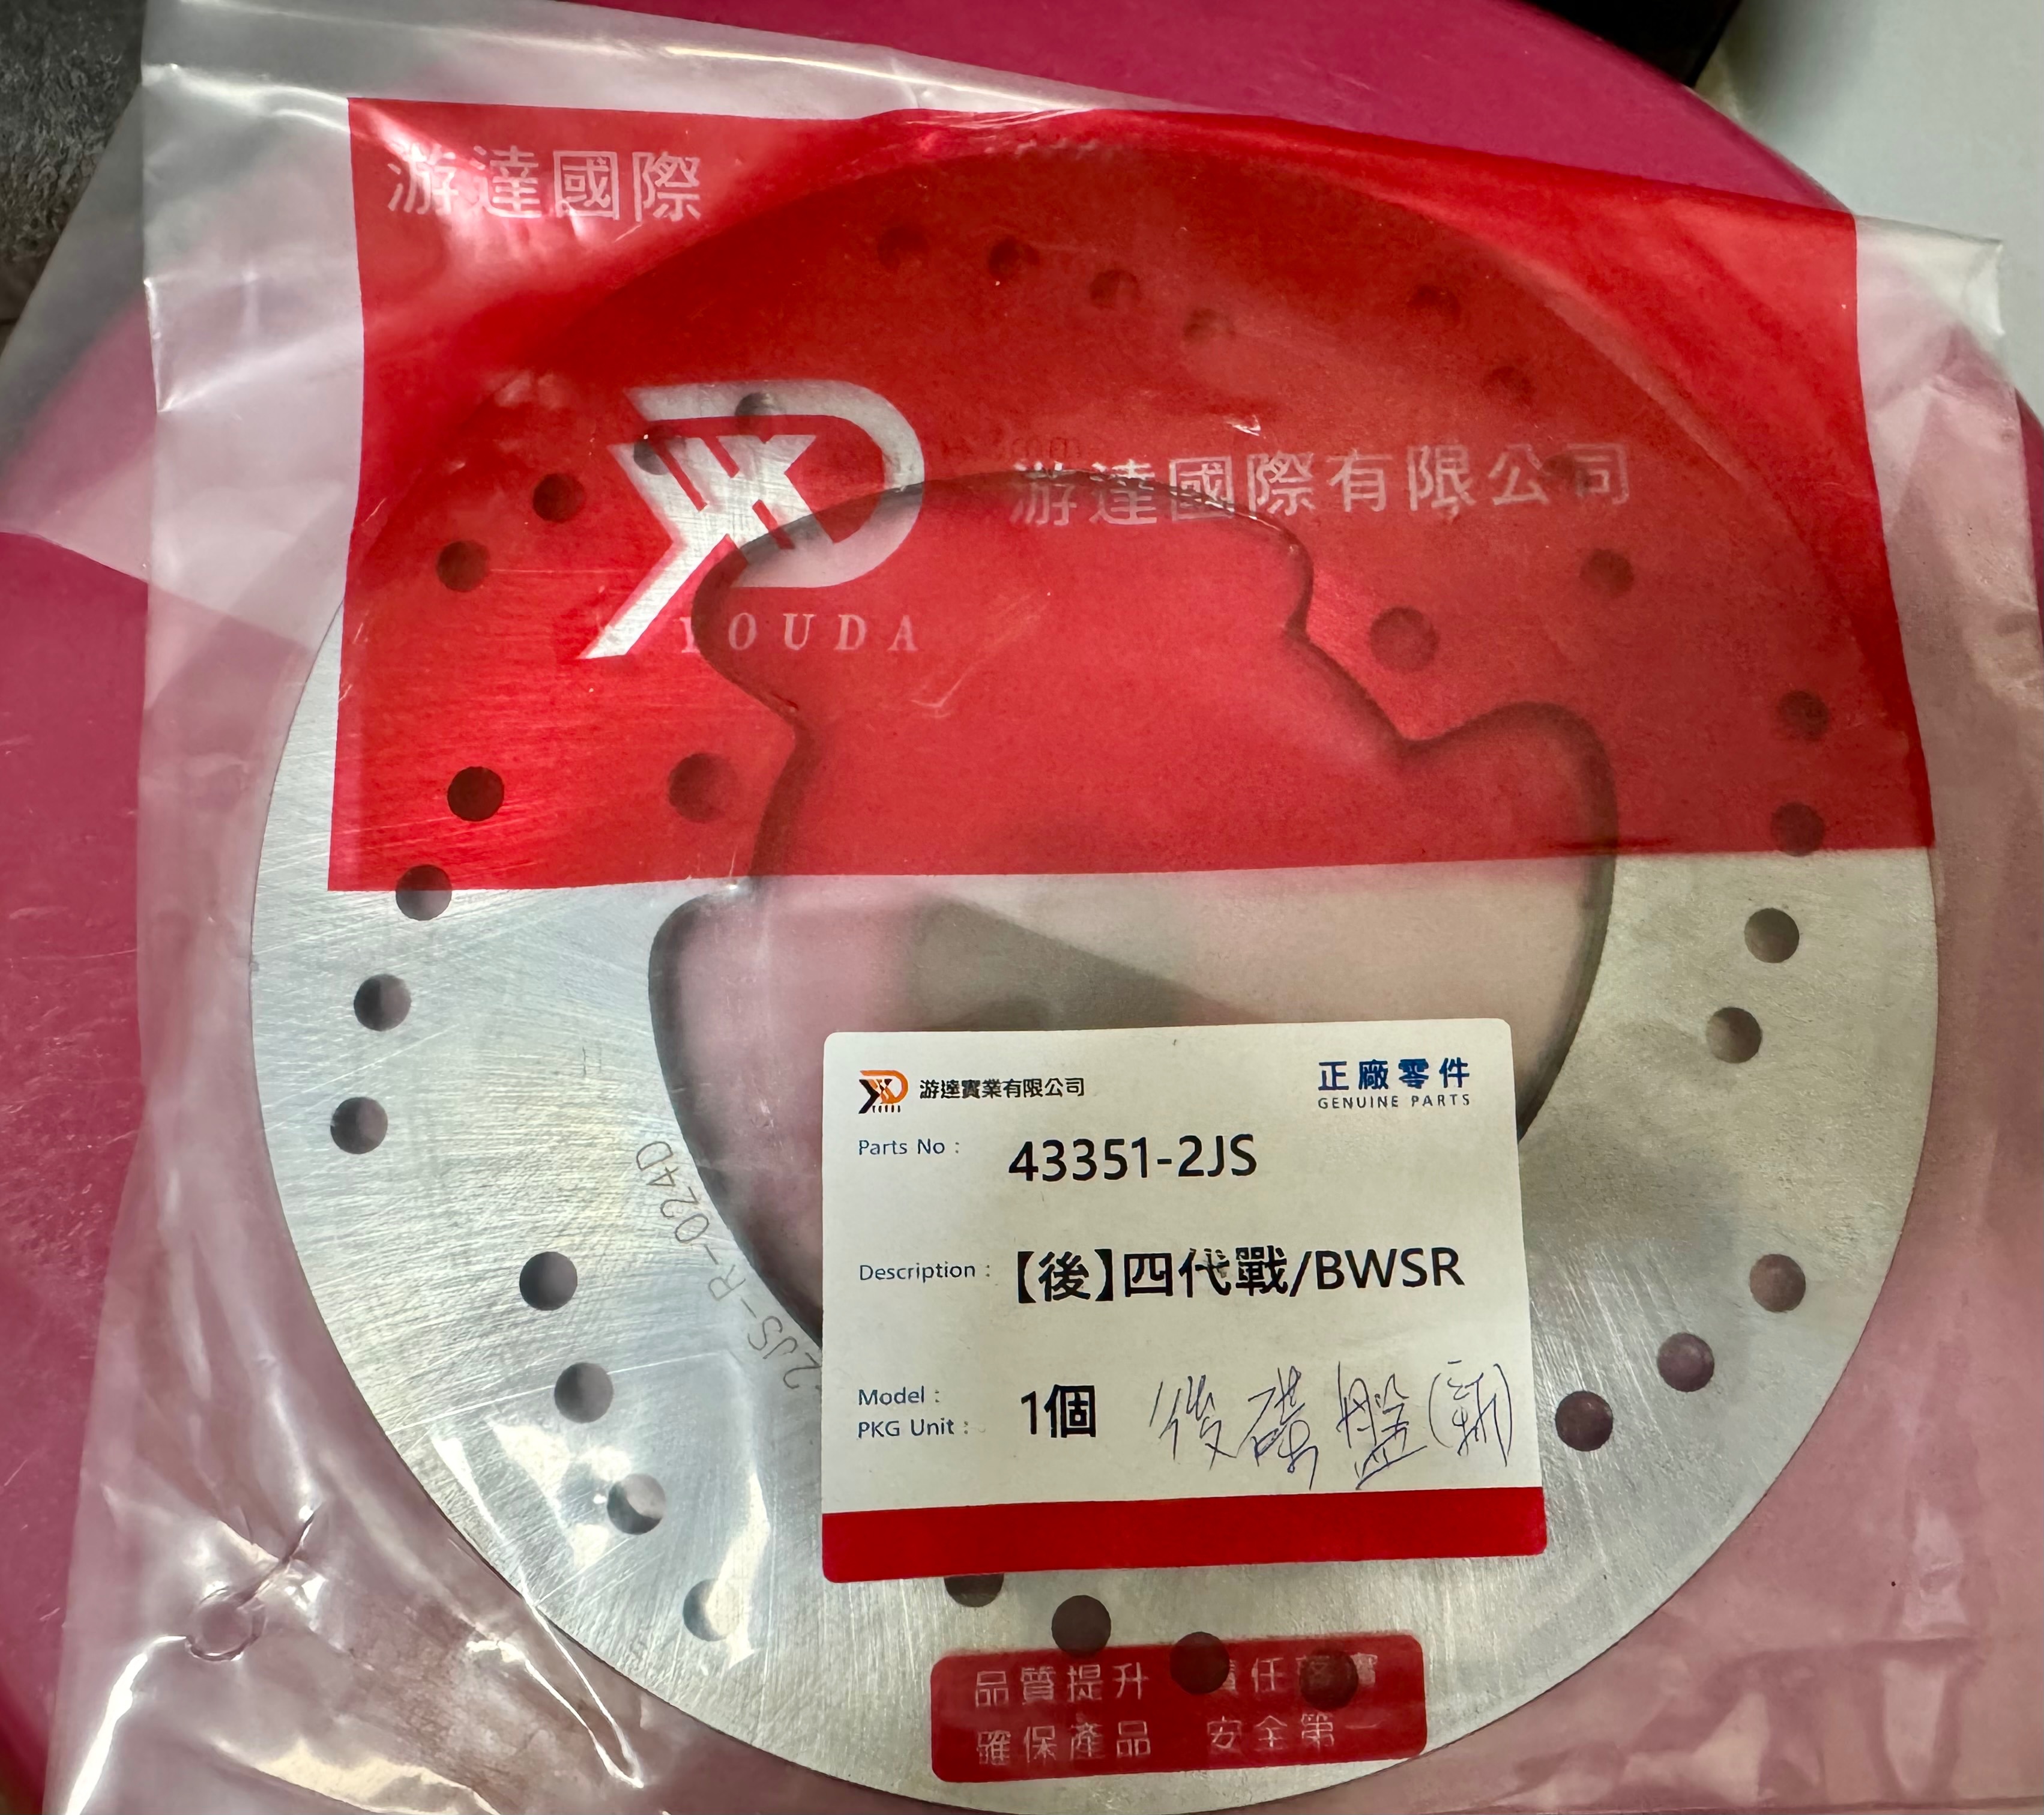 游達國際
游達國際有限公司
YOUDA
游達實業有限公司
正廠零件
GENUINE PARTS
Parts No : 43351-2JS
Description : 【後】四代戰/BWSR
Model :
PKG Unit : 1個
後碟盤(新)
2JS-R-0224D
品質提升 責任
確保產品 安全第一